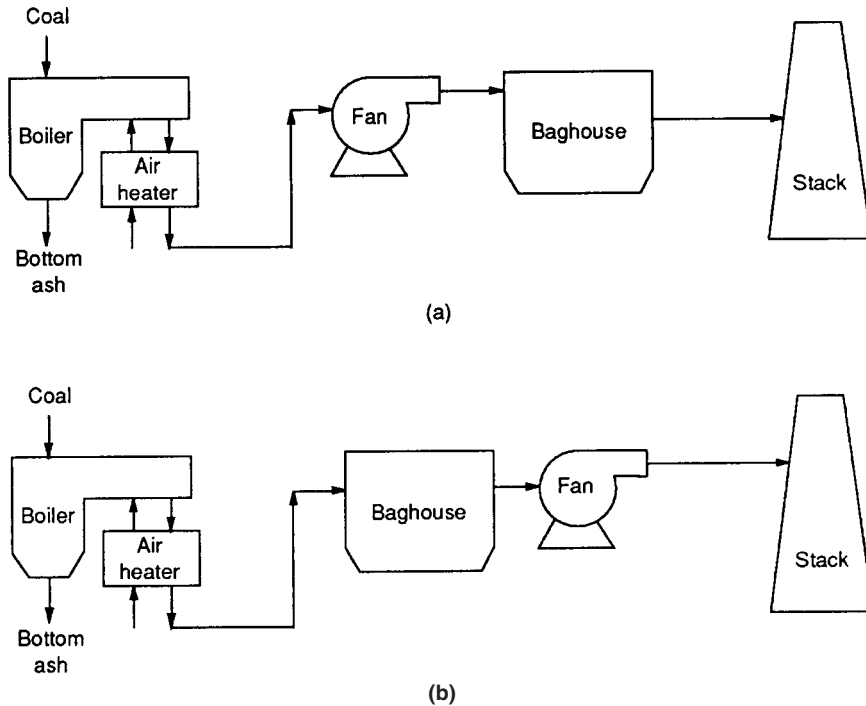 Coal
Boiler
Air
heater
Bottom
ash
Fan
Baghouse
Stack
(a)
Coal
Boiler
Air
heater
Bottom
ash
Baghouse
Fan
Stack
(b)